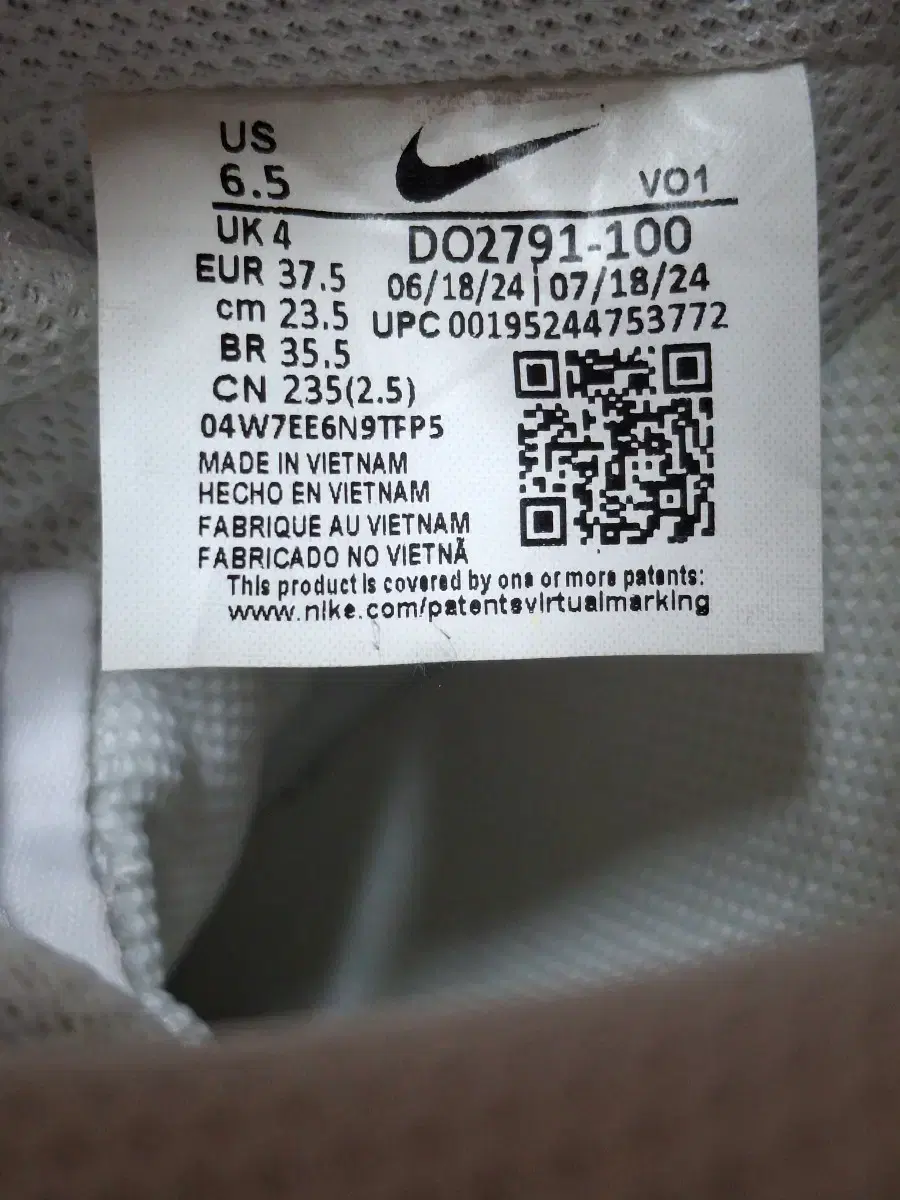 US
6.5
VO1
UK 4
DO2791-100
EUR 37.5
06/18/24|07/18/24
cm 23.5
UPC 00195244753772
BR 35.5
CN 235(2.5)
04W7EE6N9TFP5
MADE IN VIETNAM
HECHO EN VIETNAM
FABRIQUE AU VIETNAM
FABRICADO NO VIETNÃ
This product is covered by one or more patents:
www.nike.com/patentsvirtualmarking